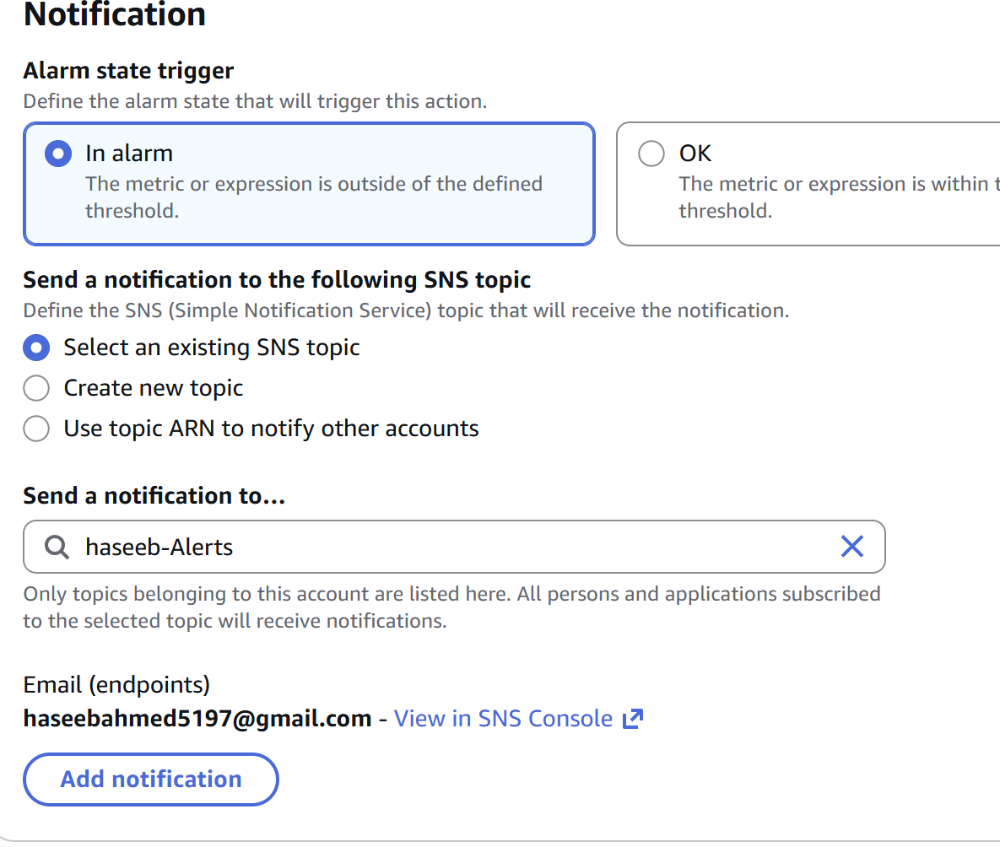 Notification
Alarm state trigger
Define the alarm state that will trigger this action.
In alarm
The metric or expression is outside of the defined
threshold.
OK
The metric or expression is within
threshold.
Send a notification to the following SNS topic
Define the SNS (Simple Notification Service) topic that will receive the notification.
Select an existing SNS topic
Create new topic
Use topic ARN to notify other accounts
Send a notification to...
haseeb-Alerts
Only topics belonging to this account are listed here. All persons and applications subscribed
to the selected topic will receive notifications.
Email (endpoints)
haseebahmed5197@gmail.com - View in SNS Console
Add notification